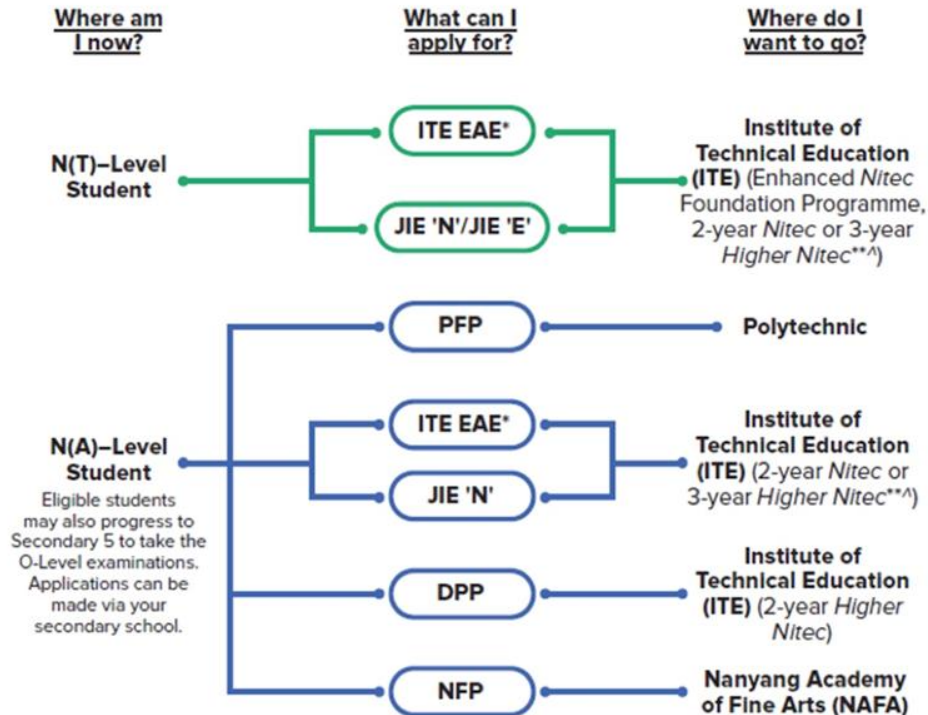 Where am
I now?
What can I
apply for?
Where do I
want to go?
N(T)–Level
Student
ITE EAE*
JIE 'N'/JIE 'E'
Institute of
Technical Education
(ITE) (Enhanced Nitec
Foundation Programme,
2-year Nitec or 3-year
Higher Nitec**^)
N(A)–Level
Student
Eligible students
may also progress to
Secondary 5 to take the
O-Level examinations.
Applications can be
made via your
secondary school.
PFP
Polytechnic
ITE EAE*
JIE 'N'
Institute of
Technical Education
(ITE) (2-year Nitec or
3-year Higher Nitec**^)
DPP
Institute of
Technical Education
(ITE) (2-year Higher
Nitec)
NFP
Nanyang Academy
of Fine Arts (NAFA)